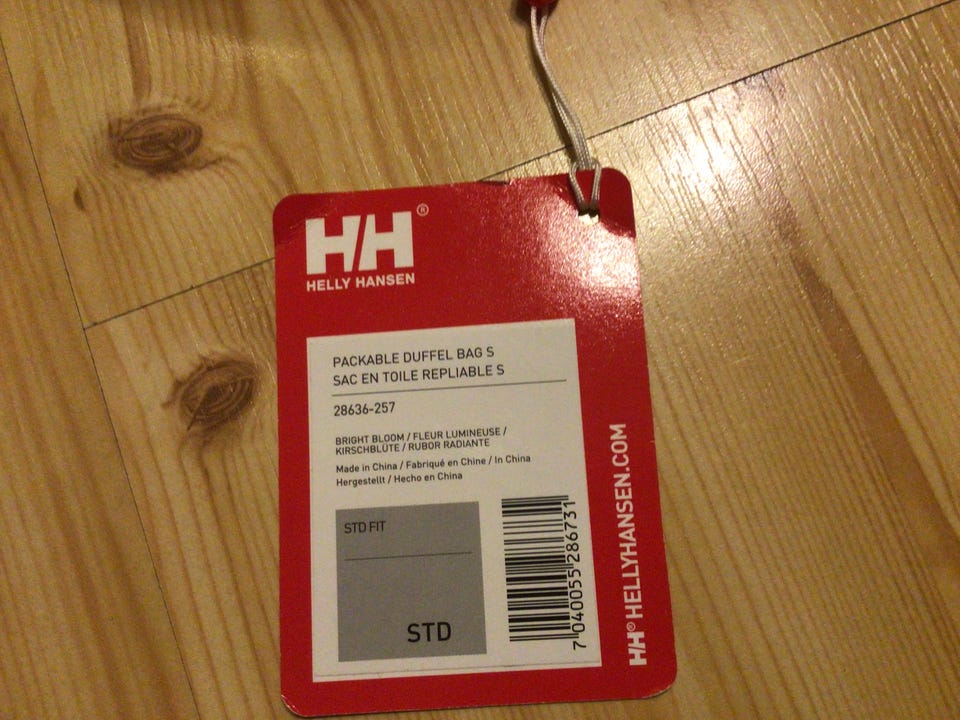 HH®
HELLY HANSEN
PACKABLE DUFFEL BAG S
SAC EN TOILE REPLIABLE S
28636-257
BRIGHT BLOOM / FLEUR LUMINEUSE /
KIRSCHBLÜTE / RUBOR RADIANTE
Made in China / Fabriqué en Chine / In China
Hergestellt / Hecho en China
STD FIT
STD
7 040055 286731
HH® HELLYHANSEN.COM